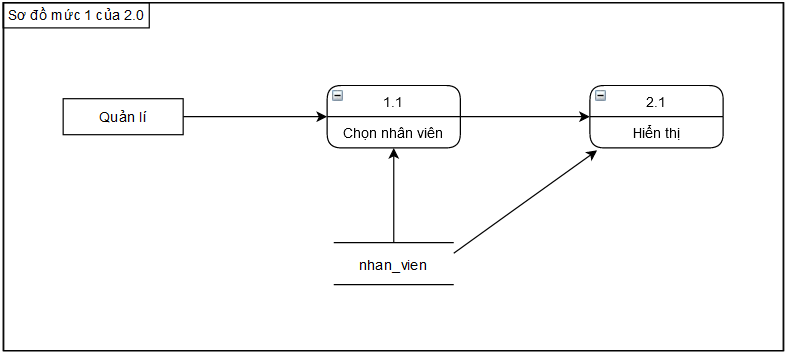 Sơ đồ mức 1 của 2.0
1.1
2.1
Quản lí
Chọn nhân viên
Hiển thị
nhan_vien